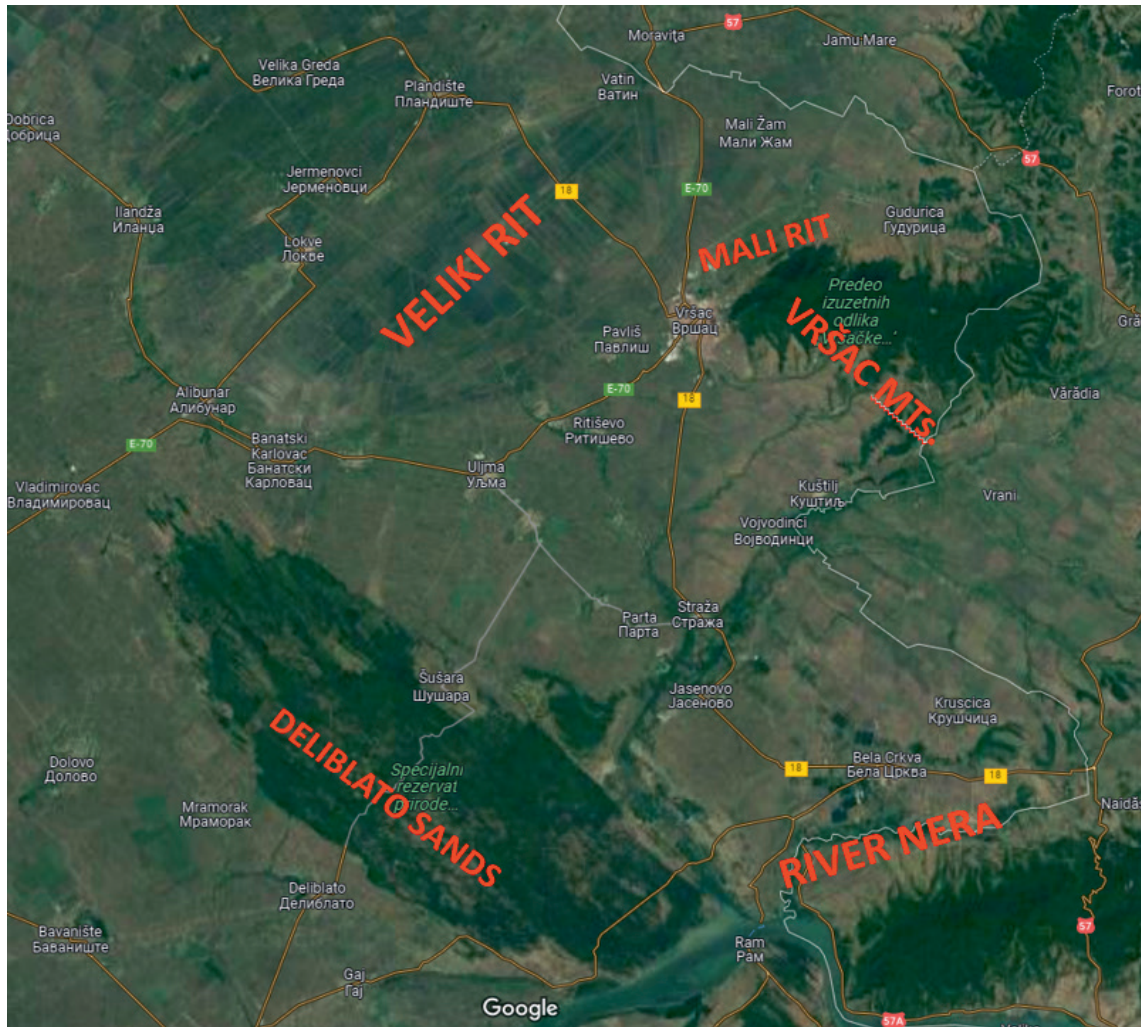 57
Moraviţa
Jamu Mare
Velika Greda
Велика Греда
Vatin
Ватин
Plandište
Пландиште
Forot
Dobrica
Добрица
Mali Žam
Мали Жам
57
Jermenovci
Јерменовци
18
E-70
Ilandža
Иланџа
Gudurica
Гудурица
Lokve
Локве
VELIKI RIT
MALI RIT
Predeo
izuzetnih
odlika
Vršac
Вршац
Gră
Pavliš
Павлиш
VRŠAC MTs
E-70
18
Alibunar
Алибунар
Vărădia
Ritiševo
Ритишево
E-70
Banatski
Karlovac
Банатски
Карловац
Uljma
Уљма
Vladimirovac
Владимировац
Kuštilj
Куштиљ
Vrani
Vojvodinci
Војводинци
Straža
Стража
Parta
Парта
Šušara
Шушара
Jasenovo
Јасеново
Kruscica
Крушчица
DELIBLATO SANDS
Dolovo
Долово
Specijalni
rezervat
prirode...
Bela Crkva
Бела Црква
18
18
Mramorak
Мраморак
Naidăș
RIVER NERA
Deliblato
Делиблато
57
Bavanište
Баваниште
Ram
Рам
Gaj
Гај
Google
57A